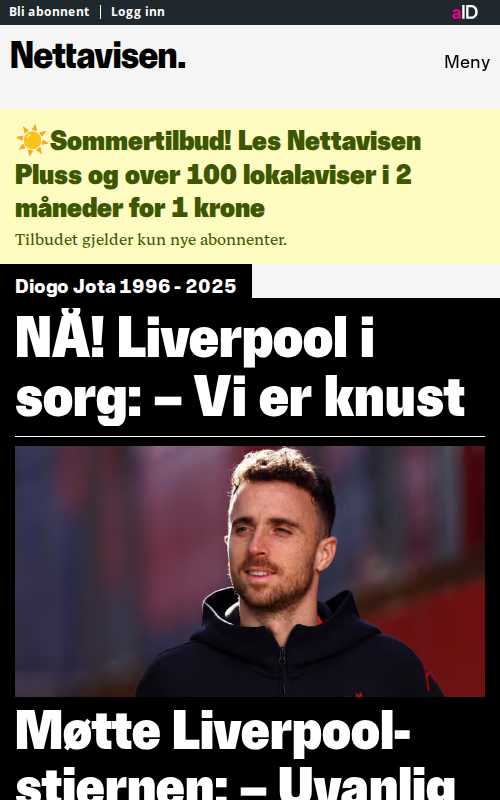 Bli abonnent | Logg inn
aID
Nettavisen.
Meny
☀️Sommertilbud! Les Nettavisen
Pluss og over 100 lokalaviser i 2
måneder for 1 krone
Tilbudet gjelder kun nye abonnenter.
Diogo Jota 1996 - 2025
NÅ! Liverpool i
sorg: – Vi er knust
Møtte Liverpool-
stjernen: – Uvanlig